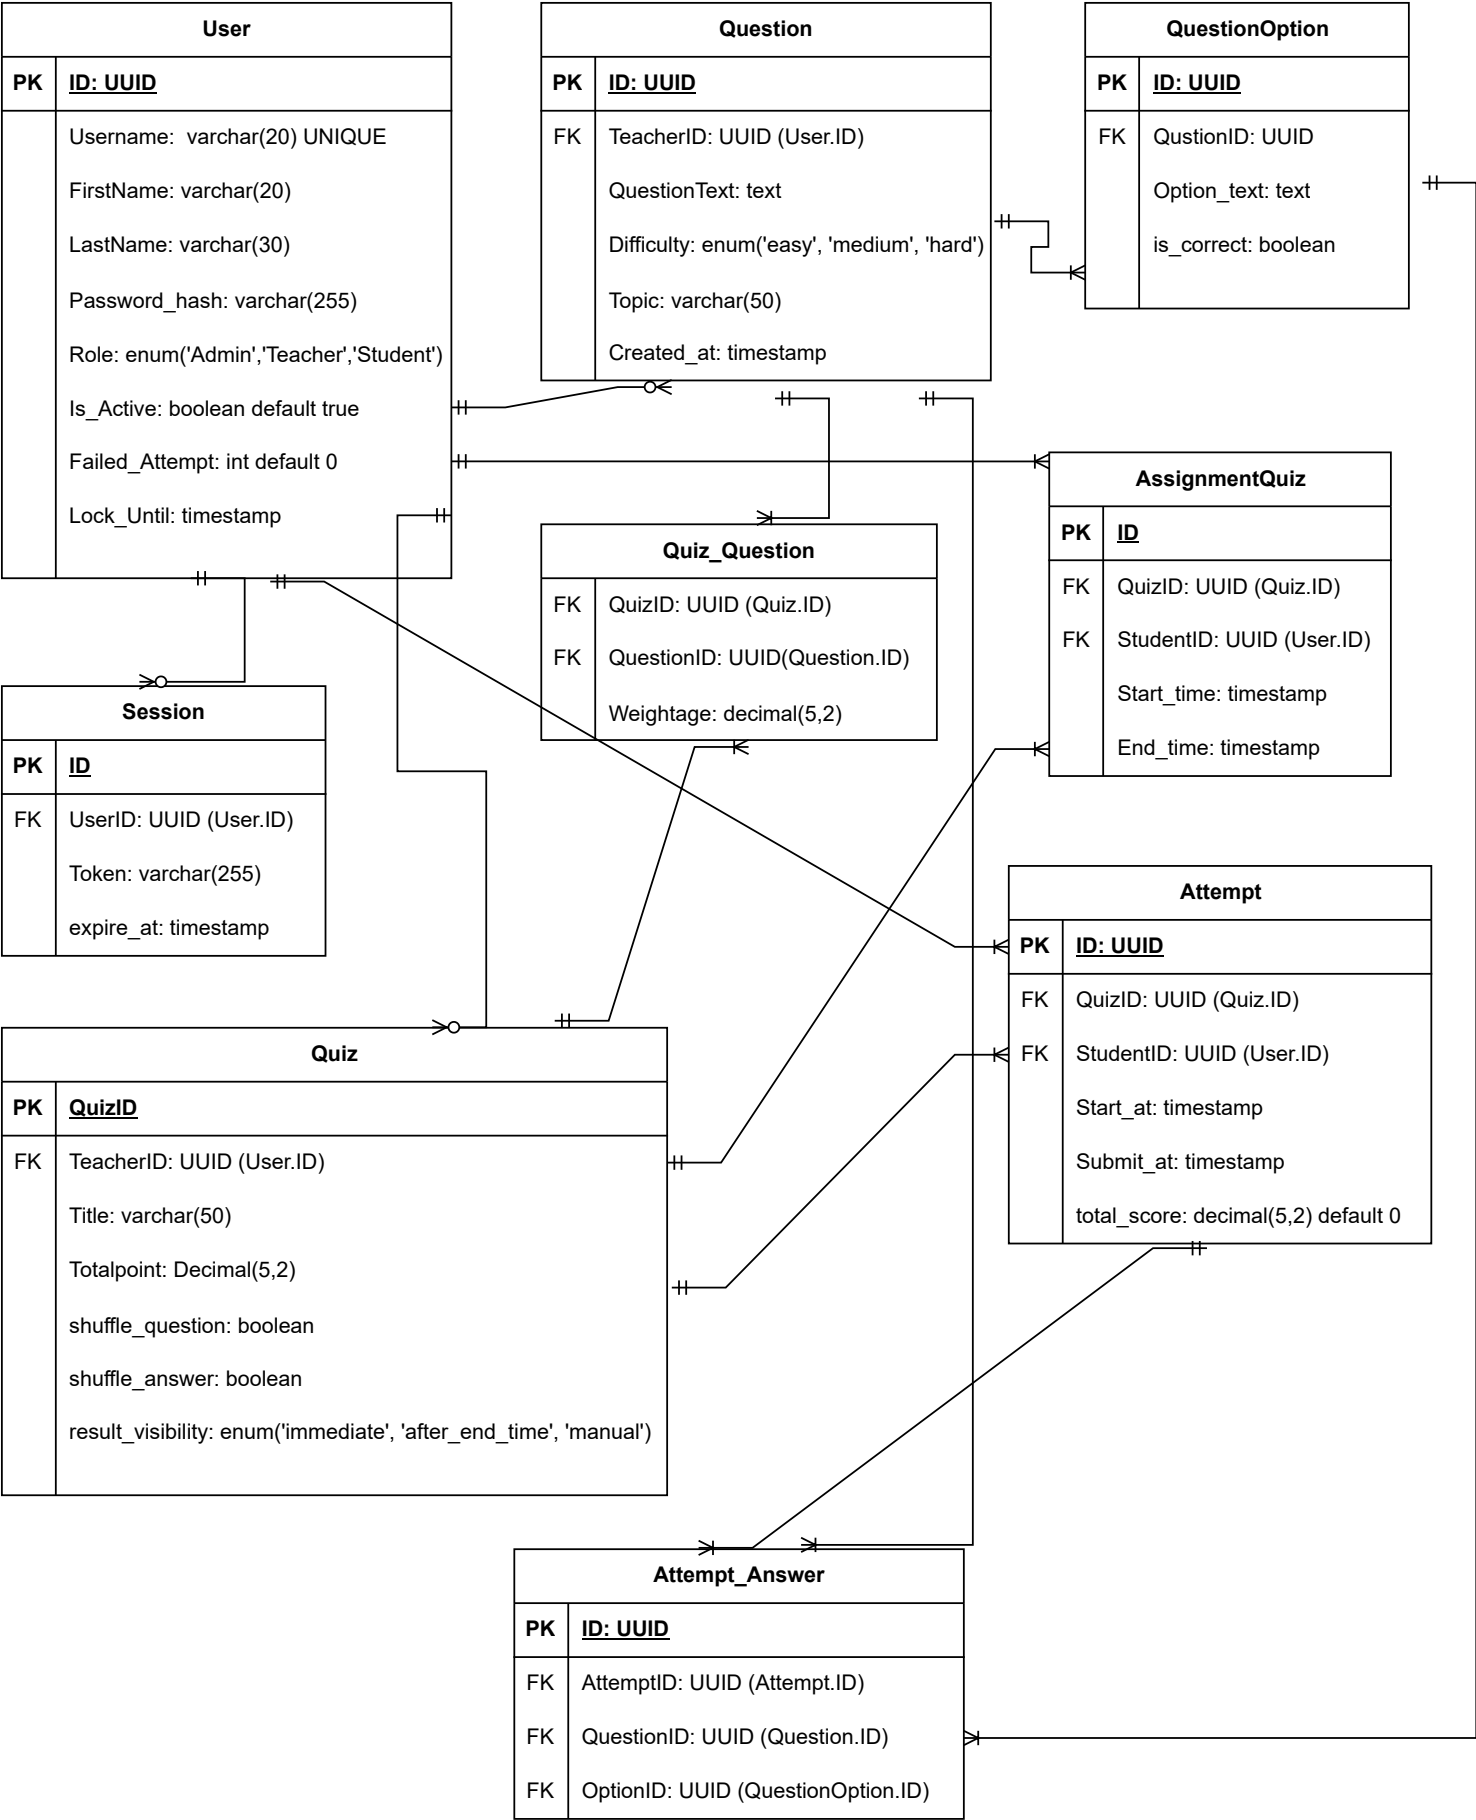 User
PK ID: UUID
Username:  varchar(20) UNIQUE
FirstName: varchar(20)
LastName: varchar(30)
Password_hash: varchar(255)
Role: enum('Admin','Teacher','Student')
Is_Active: boolean default true
Failed_Attempt: int default 0
Lock_Until: timestamp
Question
PK ID: UUID
FK TeacherID: UUID (User.ID)
QuestionText: text
Difficulty: enum('easy', 'medium', 'hard')
Topic: varchar(50)
Created_at: timestamp
QuestionOption
PK ID: UUID
FK QustionID: UUID
Option_text: text
is_correct: boolean
AssignmentQuiz
PK ID
FK QuizID: UUID (Quiz.ID)
FK StudentID: UUID (User.ID)
Start_time: timestamp
End_time: timestamp
Quiz_Question
FK QuizID: UUID (Quiz.ID)
FK QuestionID: UUID(Question.ID)
Weightage: decimal(5,2)
Session
PK ID
FK UserID: UUID (User.ID)
Token: varchar(255)
expire_at: timestamp
Attempt
PK ID: UUID
FK QuizID: UUID (Quiz.ID)
FK StudentID: UUID (User.ID)
Start_at: timestamp
Submit_at: timestamp
total_score: decimal(5,2) default 0
Quiz
PK QuizID
FK TeacherID: UUID (User.ID)
Title: varchar(50)
Totalpoint: Decimal(5,2)
shuffle_question: boolean
shuffle_answer: boolean
result_visibility: enum('immediate', 'after_end_time', 'manual')
Attempt_Answer
PK ID: UUID
FK AttemptID: UUID (Attempt.ID)
FK QuestionID: UUID (Question.ID)
FK OptionID: UUID (QuestionOption.ID)